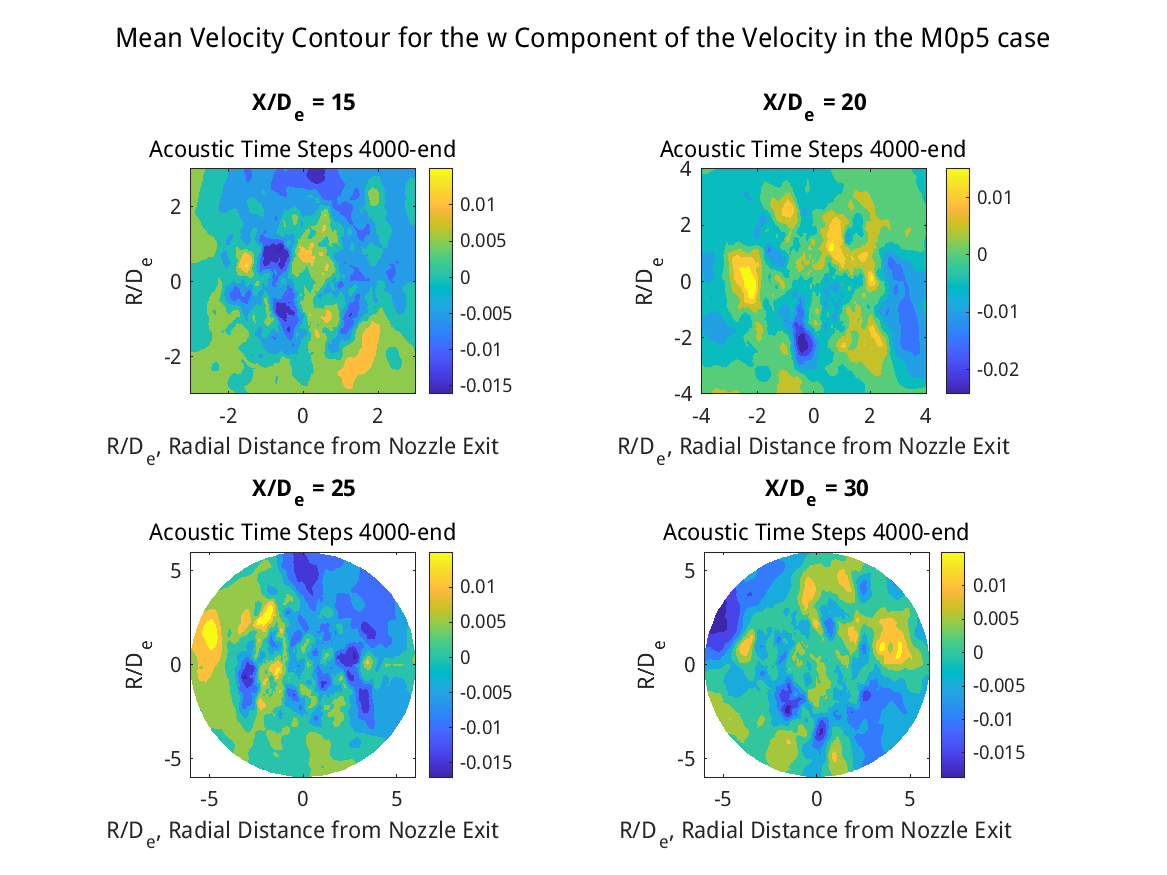 Mean Velocity Contour for the w Component of the Velocity in the M0p5 case
X/De = 15
Acoustic Time Steps 4000-end
2
0
-2
R/De
-2 0 2
R/De, Radial Distance from Nozzle Exit
0.01
0.005
0
-0.005
-0.01
-0.015
X/De = 20
Acoustic Time Steps 4000-end
4
2
0
-2
-4
R/De
-4 -2 0 2 4
R/De, Radial Distance from Nozzle Exit
0.01
0
-0.01
-0.02
X/De = 25
Acoustic Time Steps 4000-end
5
0
-5
R/De
-5 0 5
R/De, Radial Distance from Nozzle Exit
0.01
0.005
0
-0.005
-0.01
-0.015
X/De = 30
Acoustic Time Steps 4000-end
5
0
-5
R/De
-5 0 5
R/De, Radial Distance from Nozzle Exit
0.01
0.005
0
-0.005
-0.01
-0.015